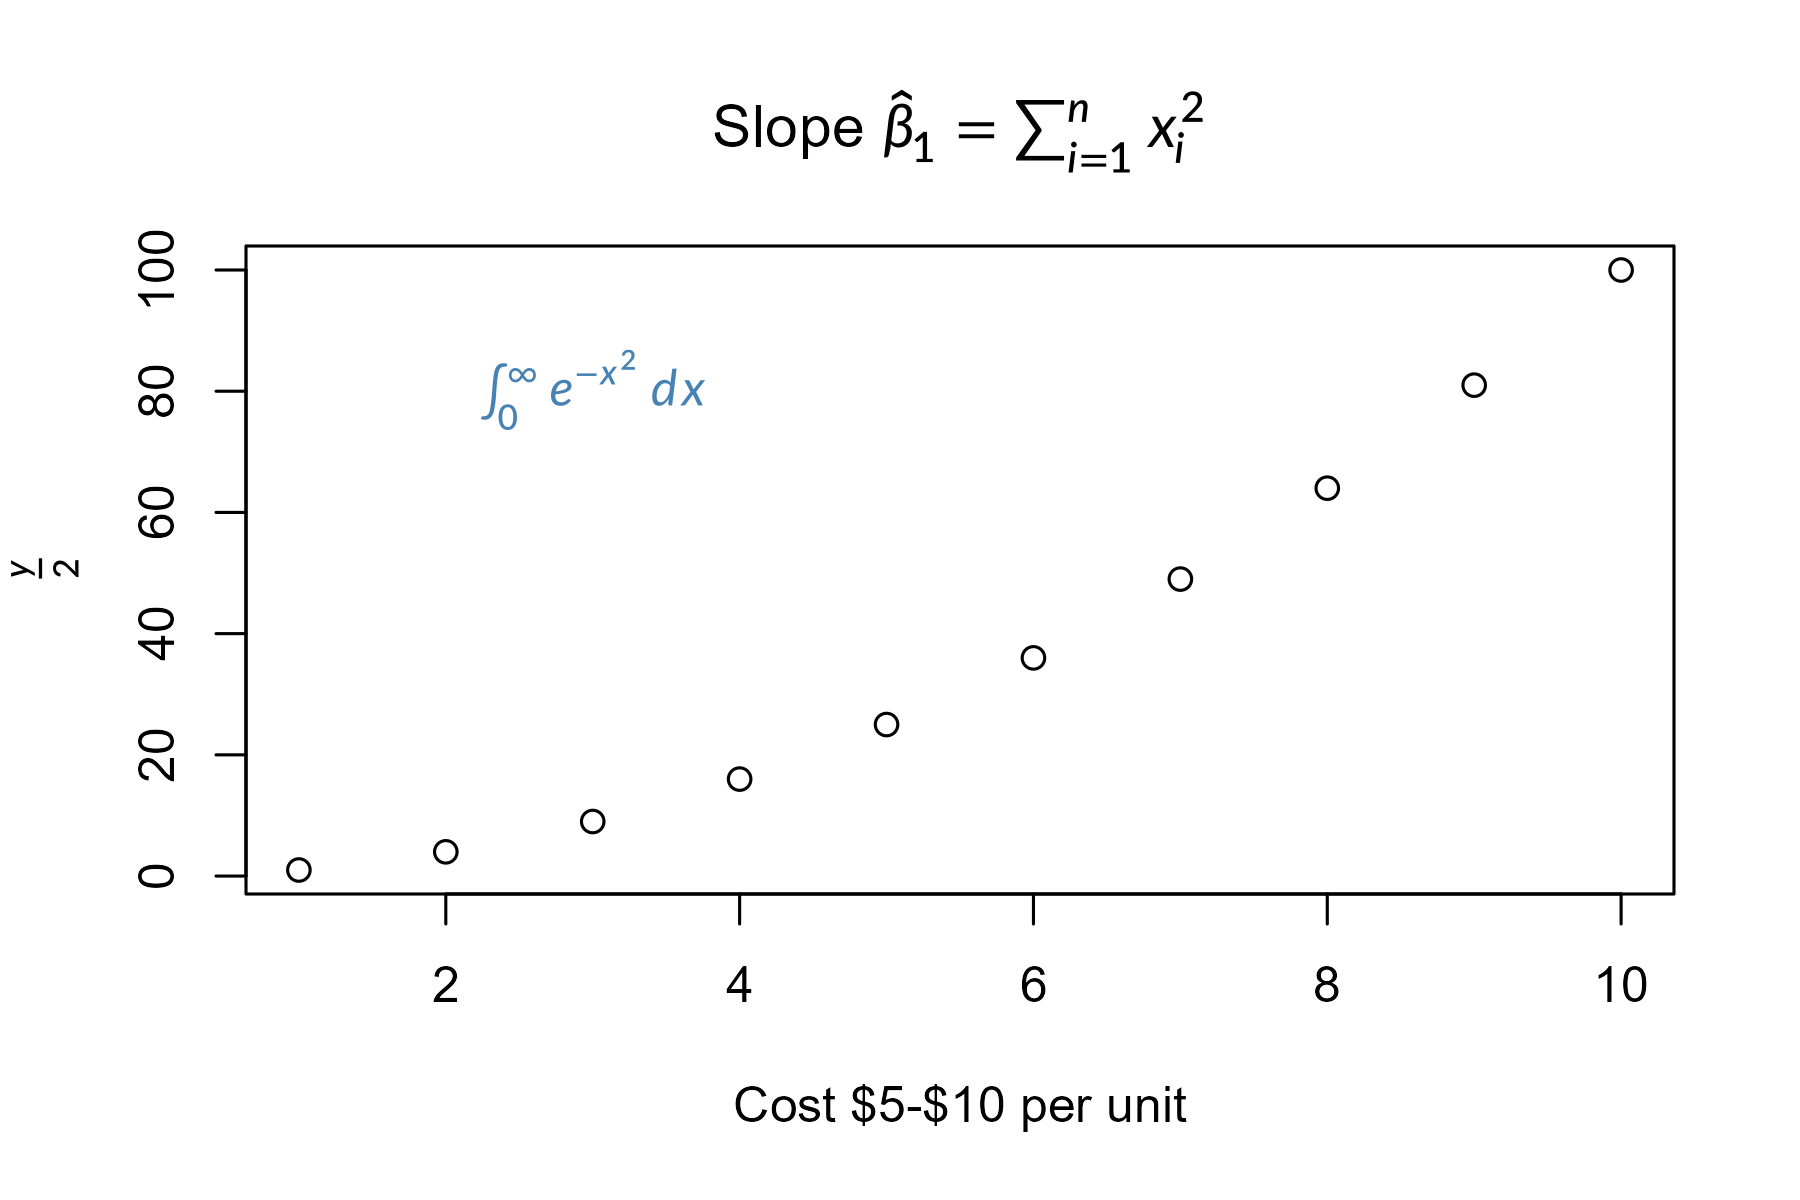 Slope β̂₁ = ∑ᵢ₌₁ⁿ xᵢ²
100
80
60
40
20
0
∫₀^∞ e^{−x²} dx
y/2
2 4 6 8 10
Cost $5-$10 per unit